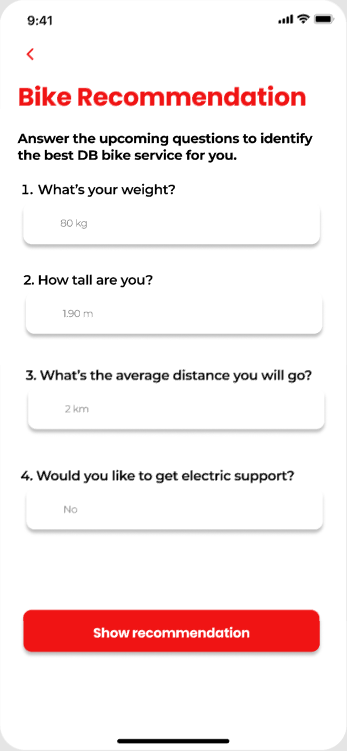 9:41
Bike Recommendation
Answer the upcoming questions to identify
the best DB bike service for you.
1. What's your weight?
80 kg
2. How tall are you?
1.90 m
3. What's the average distance you will go?
2 km
4. Would you like to get electric support?
No
Show recommendation